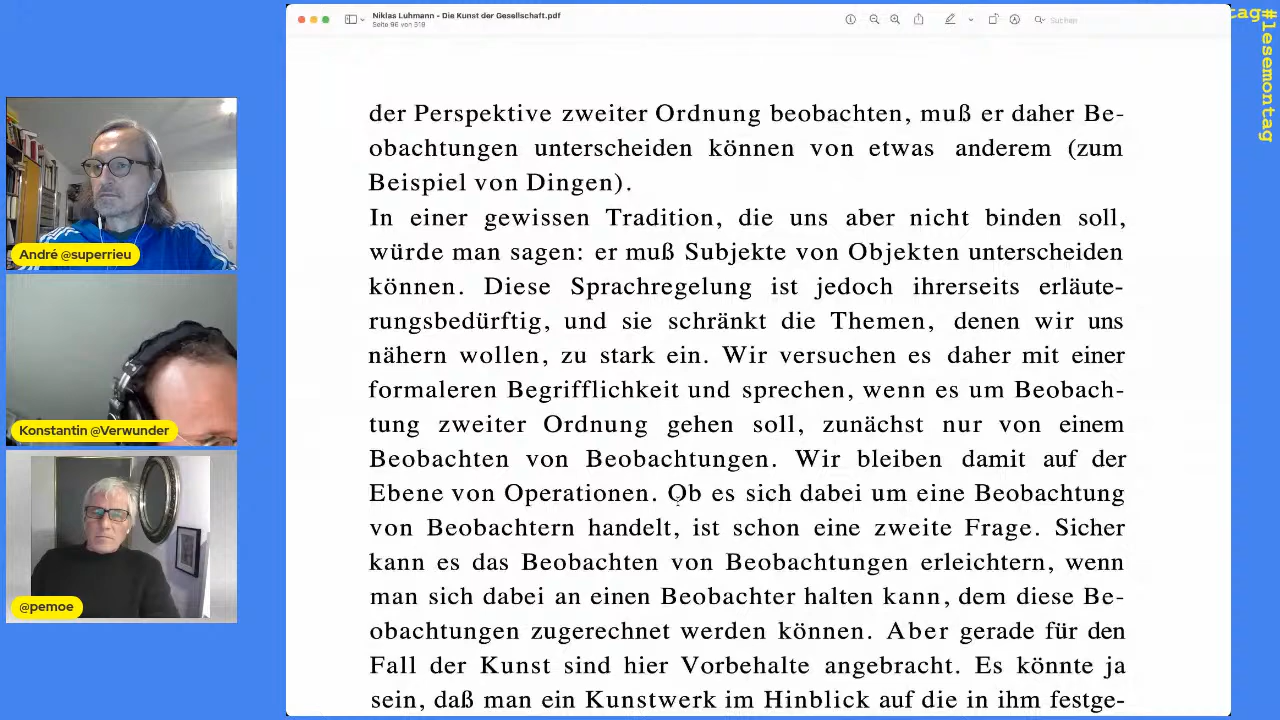 Niklas Luhmann - Die Kunst der Gesellschaft.pdf
Seite 96 von 319
Suchen
tag#lesemontag
der Perspektive zweiter Ordnung beobachten, muß er daher Be-
obachtungen unterscheiden können von etwas anderem (zum
Beispiel von Dingen).
In einer gewissen Tradition, die uns aber nicht binden soll,
würde man sagen: er muß Subjekte von Objekten unterscheiden
können. Diese Sprachregelung ist jedoch ihrerseits erläute-
rungsbedürftig, und sie schränkt die Themen, denen wir uns
nähern wollen, zu stark ein. Wir versuchen es daher mit einer
formaleren Begrifflichkeit und sprechen, wenn es um Beobach-
tung zweiter Ordnung gehen soll, zunächst nur von einem
Beobachten von Beobachtungen. Wir bleiben damit auf der
Ebene von Operationen. Ob es sich dabei um eine Beobachtung
von Beobachtern handelt, ist schon eine zweite Frage. Sicher
kann es das Beobachten von Beobachtungen erleichtern, wenn
man sich dabei an einen Beobachter halten kann, dem diese Be-
obachtungen zugerechnet werden können. Aber gerade für den
Fall der Kunst sind hier Vorbehalte angebracht. Es könnte ja
sein, daß man ein Kunstwerk im Hinblick auf die in ihm festge-
André @superrieu
Konstantin @Verwunder
@pemoe